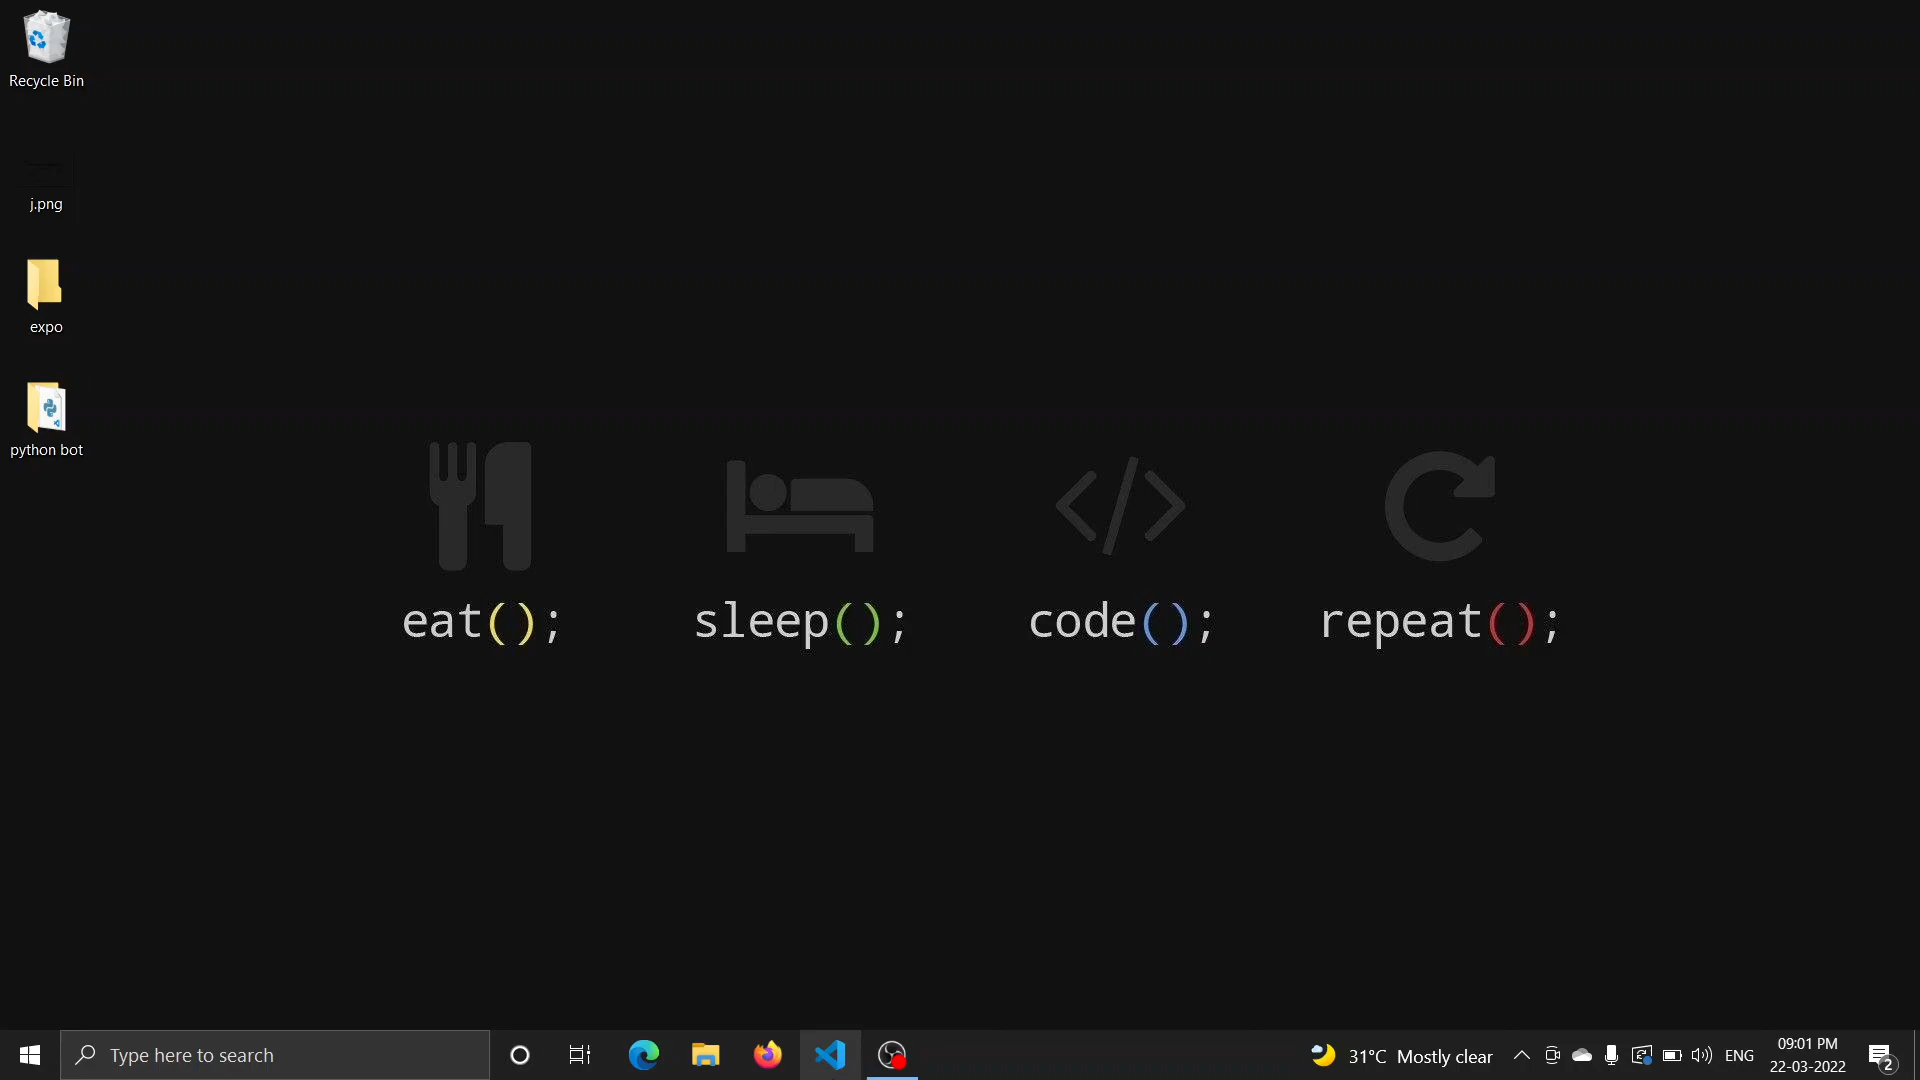 Recycle Bin
j.png
expo
python bot
eat(); sleep(); code(); repeat();
Type here to search
31°C Mostly clear
ENG
09:01 PM
22-03-2022
2